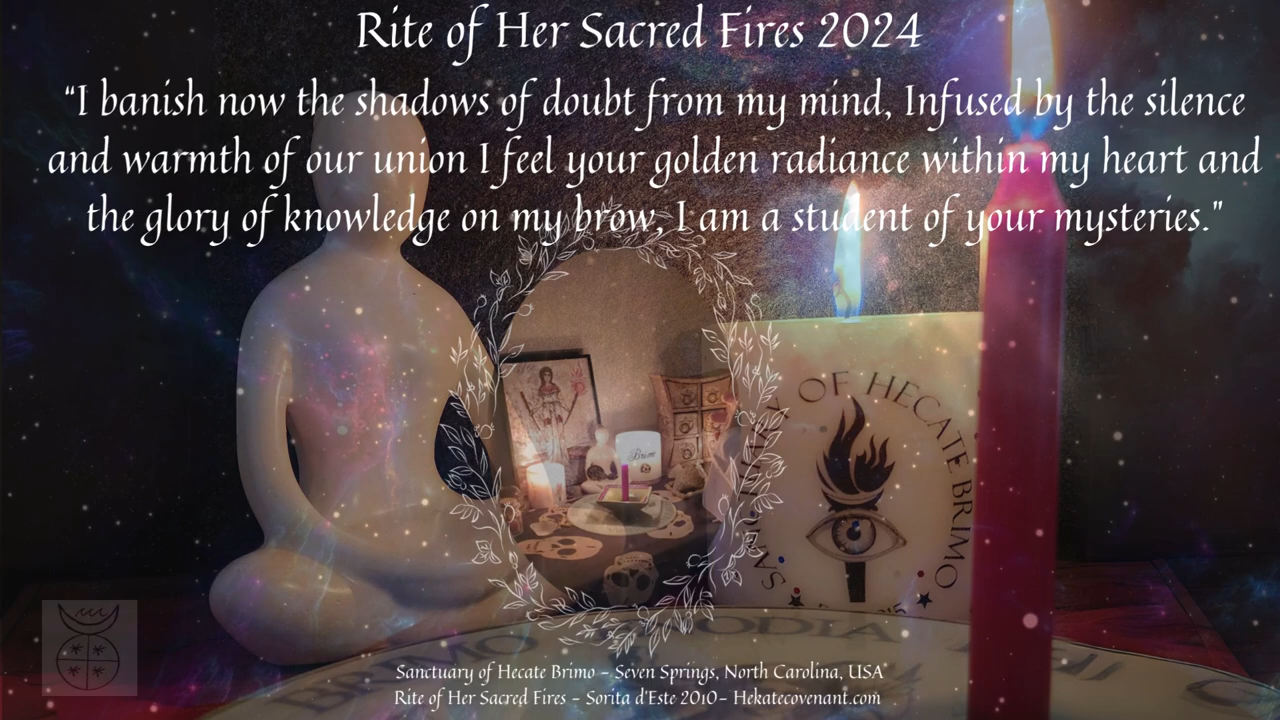 Rite of Her Sacred Fires 2024
“I banish now the shadows of doubt from my mind, Infused by the silence
and warmth of our union I feel your golden radiance within my heart and
the glory of knowledge on my brow, I am a student of your mysteries.”
Brimo
SANCTUARY OF HECATE BRIMO
BRIMO
Sanctuary of Hecate Brimo – Seven Springs, North Carolina, USA
Rite of Her Sacred Fires – Sorita d'Este 2010- Hekatecovenant.com